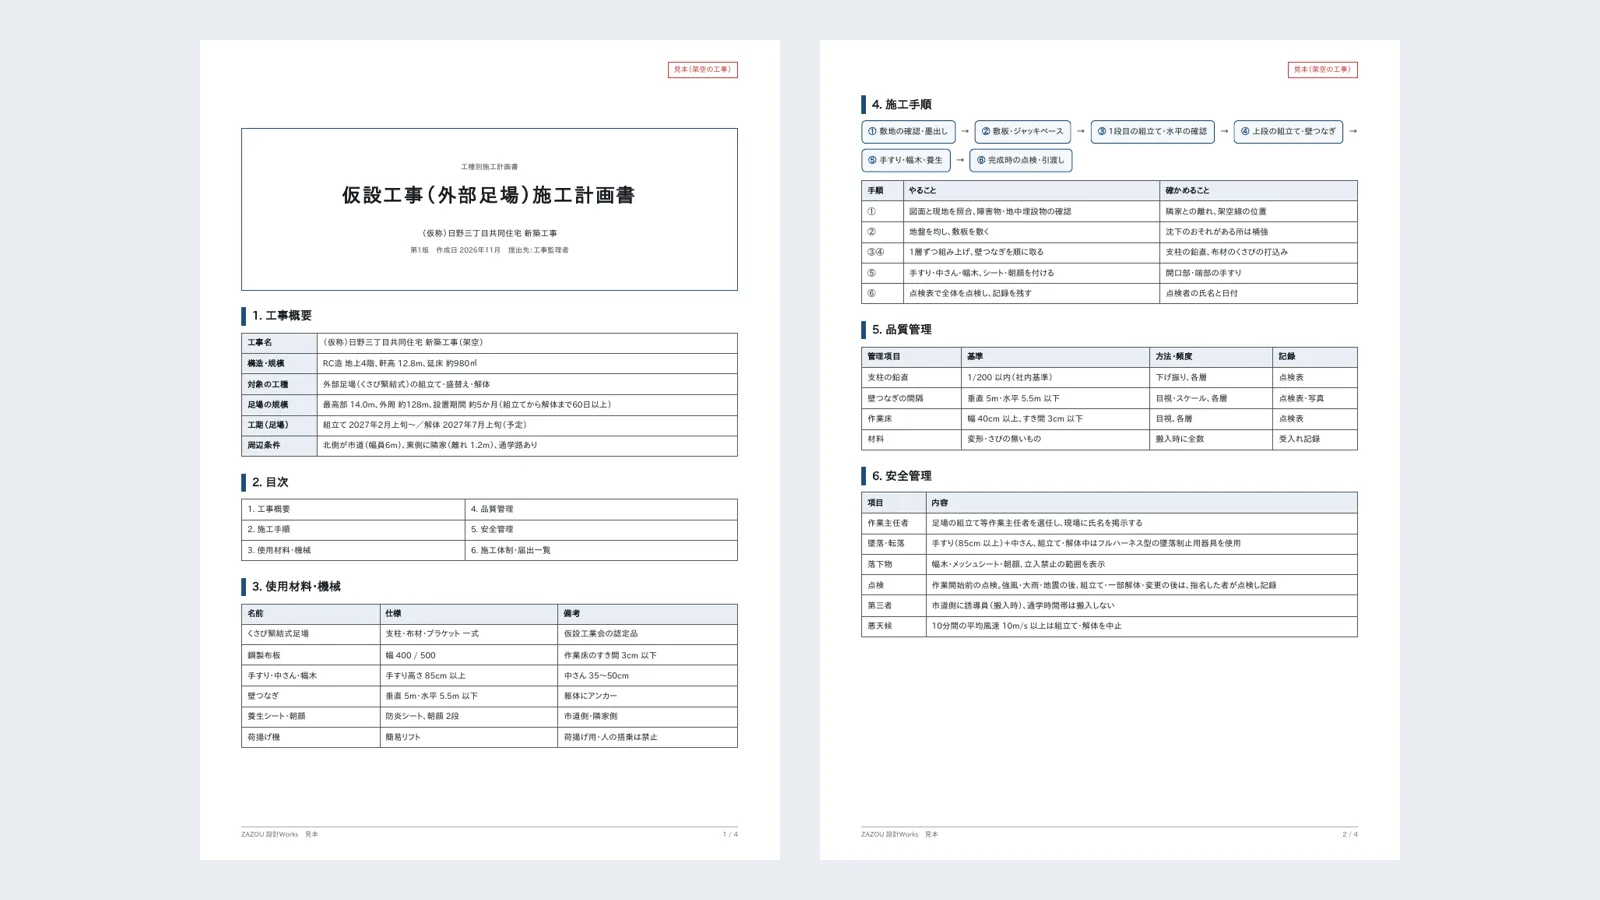 見本（架空の工事）
工種別施工計画書
仮設工事（外部足場）施工計画書
（仮称）日野三丁目共同住宅 新築工事
第1版　作成日 2026年11月　提出先：工事監理者
1. 工事概要
工事名 （仮称）日野三丁目共同住宅 新築工事（架空）
構造・規模 RC造 地上4階、軒高 12.8m、延床 約980㎡
対象の工種 外部足場（くさび緊結式）の組立て・盛替え・解体
足場の規模 最高部 14.0m、外周 約128m、設置期間 約5か月（組立てから解体まで60日以上）
工期（足場） 組立て 2027年2月上旬〜／解体 2027年7月上旬（予定）
周辺条件 北側が市道（幅員6m）、東側に隣家（離れ 1.2m）、通学路あり
2. 目次
1. 工事概要 4. 品質管理
2. 施工手順 5. 安全管理
3. 使用材料・機械 6. 施工体制・届出一覧
3. 使用材料・機械
名前 仕様 備考
くさび緊結式足場 支柱・布材・ブラケット 一式 仮設工業会の認定品
鋼製布板 幅 400 / 500 作業床のすき間 3cm 以下
手すり・中さん・幅木 手すり高さ 85cm 以上 中さん 35〜50cm
壁つなぎ 垂直 5m・水平 5.5m 以下 躯体にアンカー
養生シート・朝顔 防炎シート、朝顔 2段 市道側・隣家側
荷揚げ機 簡易リフト 荷揚げ用・人の搭乗は禁止
ZAZOU 設計Works　見本 1 / 4
見本（架空の工事）
4. 施工手順
① 敷地の確認・墨出し → ② 敷板・ジャッキベース → ③ 1段目の組立て・水平の確認 → ④ 上段の組立て・壁つなぎ →
⑤ 手すり・幅木・養生 → ⑥ 完成時の点検・引渡し
手順 やること 確かめること
① 図面と現地を照合、障害物・地中埋設物の確認 隣家との離れ、架空線の位置
② 地盤を均し、敷板を敷く 沈下のおそれがある所は補強
③④ 1層ずつ組み上げ、壁つなぎを順に取る 支柱の鉛直、布材のくさびの打込み
⑤ 手すり・中さん・幅木、シート・朝顔を付ける 開口部・端部の手すり
⑥ 点検表で全体を点検し、記録を残す 点検者の氏名と日付
5. 品質管理
管理項目 基準 方法・頻度 記録
支柱の鉛直 1/200 以内（社内基準） 下げ振り、各層 点検表
壁つなぎの間隔 垂直 5m・水平 5.5m 以下 目視・スケール、各層 点検表・写真
作業床 幅 40cm 以上、すき間 3cm 以下 目視、各層 点検表
材料 変形・さびの無いもの 搬入時に全数 受入れ記録
6. 安全管理
項目 内容
作業主任者 足場の組立て等作業主任者を選任し、現場に氏名を掲示する
墜落・転落 手すり（85cm 以上）＋中さん、組立て・解体中はフルハーネス型の墜落制止用器具を使用
落下物 幅木・メッシュシート・朝顔、立入禁止の範囲を表示
点検 作業開始前の点検。強風・大雨・地震の後、組立て・一部解体・変更の後は、指名した者が点検し記録
第三者 市道側に誘導員（搬入時）、通学時間帯は搬入しない
悪天候 10分間の平均風速 10m/s 以上は組立て・解体を中止
ZAZOU 設計Works　見本 2 / 4